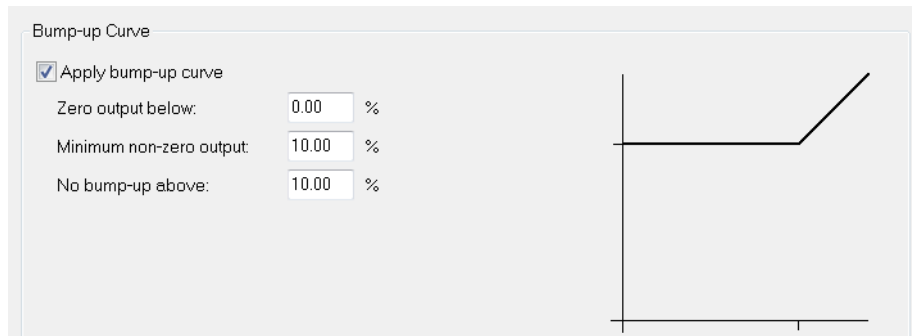 Bump-up Curve
Apply bump-up curve
Zero output below: 0.00 %
Minimum non-zero output: 10.00 %
No bump-up above: 10.00 %